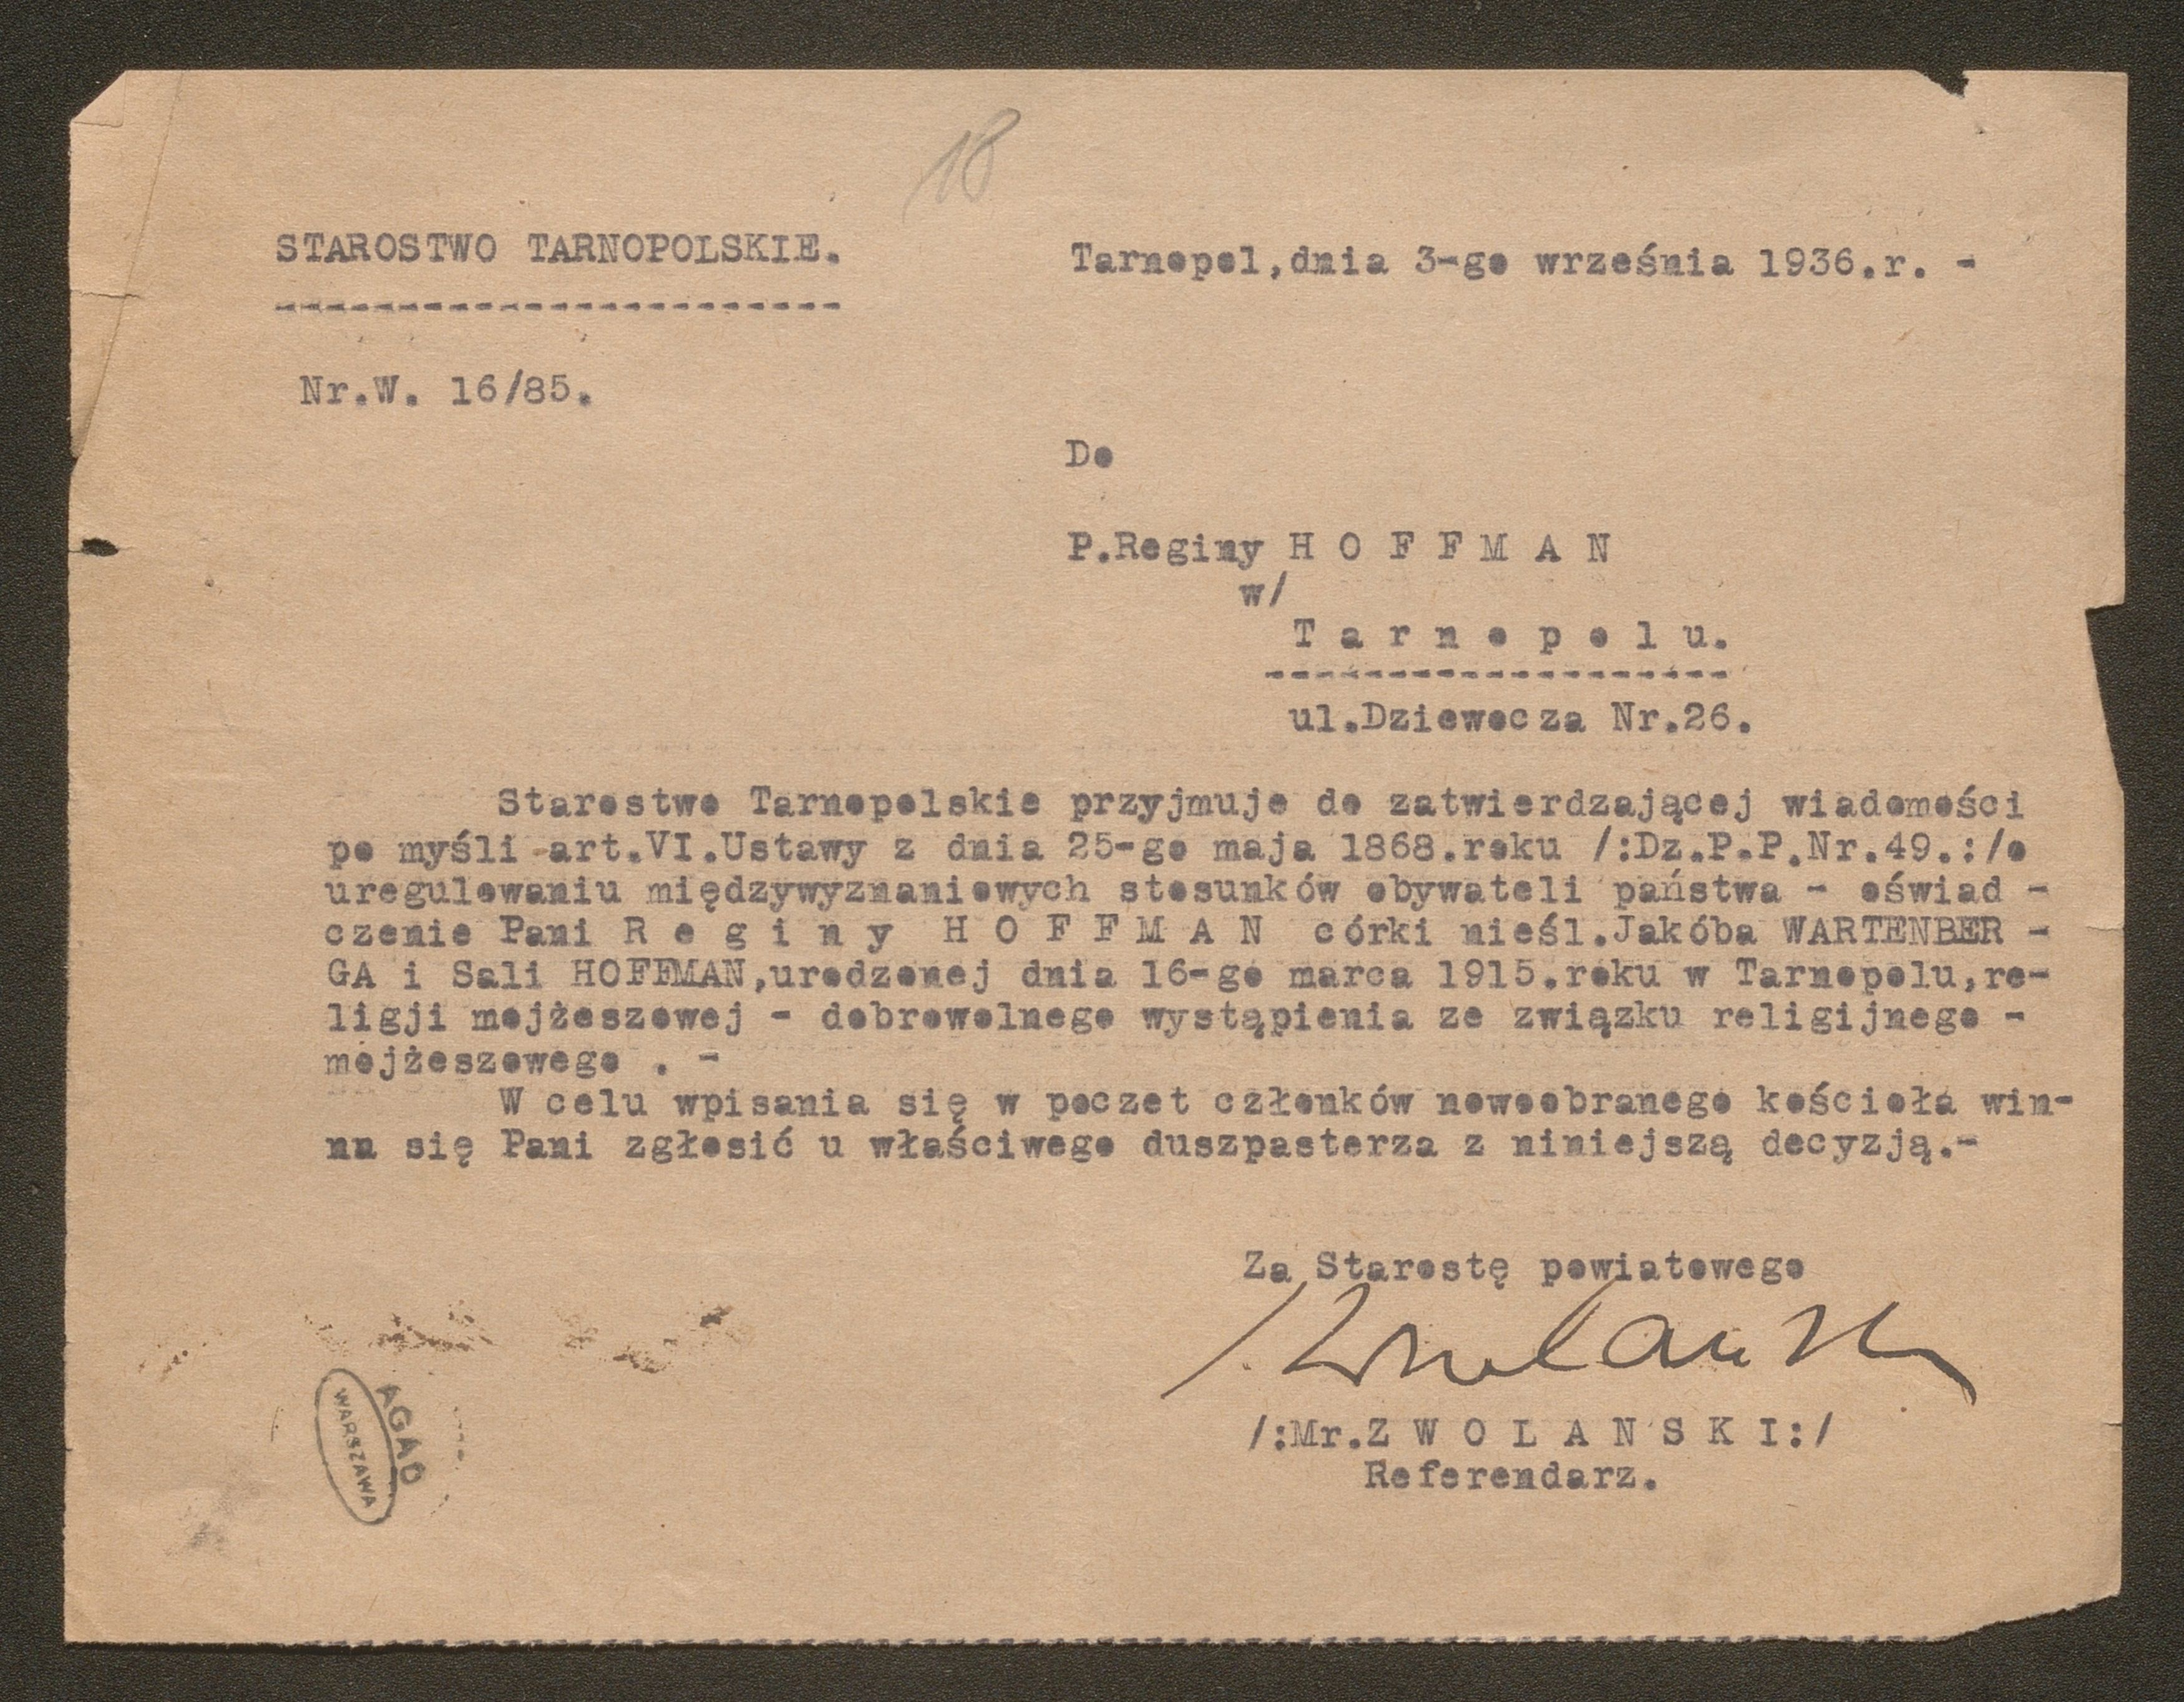 18
STAROSTWO TARNOPOLSKIE.
Tarnopol,dnia 3-go września 1936.r. -
-----------------------
Nr.W. 16/85.
Do
P.Reginy H O F F M A N
w/
T a r n o p o l u.
-------------------
ul.Dziewocza Nr.26.
Starostwo Tarnopolskie przyjmuje do zatwierdzającej wiadomości
po myśli art.VI.Ustawy z dnia 25-go maja 1868.roku /:Dz.P.P.Nr.49.:/o
uregulowaniu międzywyznaniowych stosunków obywateli państwa - oświad -
czenie Pani R e g i n y H O F F M A N córki nieśl.Jakóba WARTENBER -
GA i Sali HOFFMAN,urodzonej dnia 16-go marca 1915.roku w Tarnopolu,re-
ligji mojżeszowej - dobrowolnego wystąpienia ze związku religijnego -
mojżeszowego . -
W celu wpisania się w poczet członków nowoobranego kościoła win-
na się Pani zgłosić u właściwego duszpasterza z niniejszą decyzją.-
Za Starostę powiatowego
/:Mr.Z W O L A N S K I:/
Referendarz.
AGAD
WARSZAWA